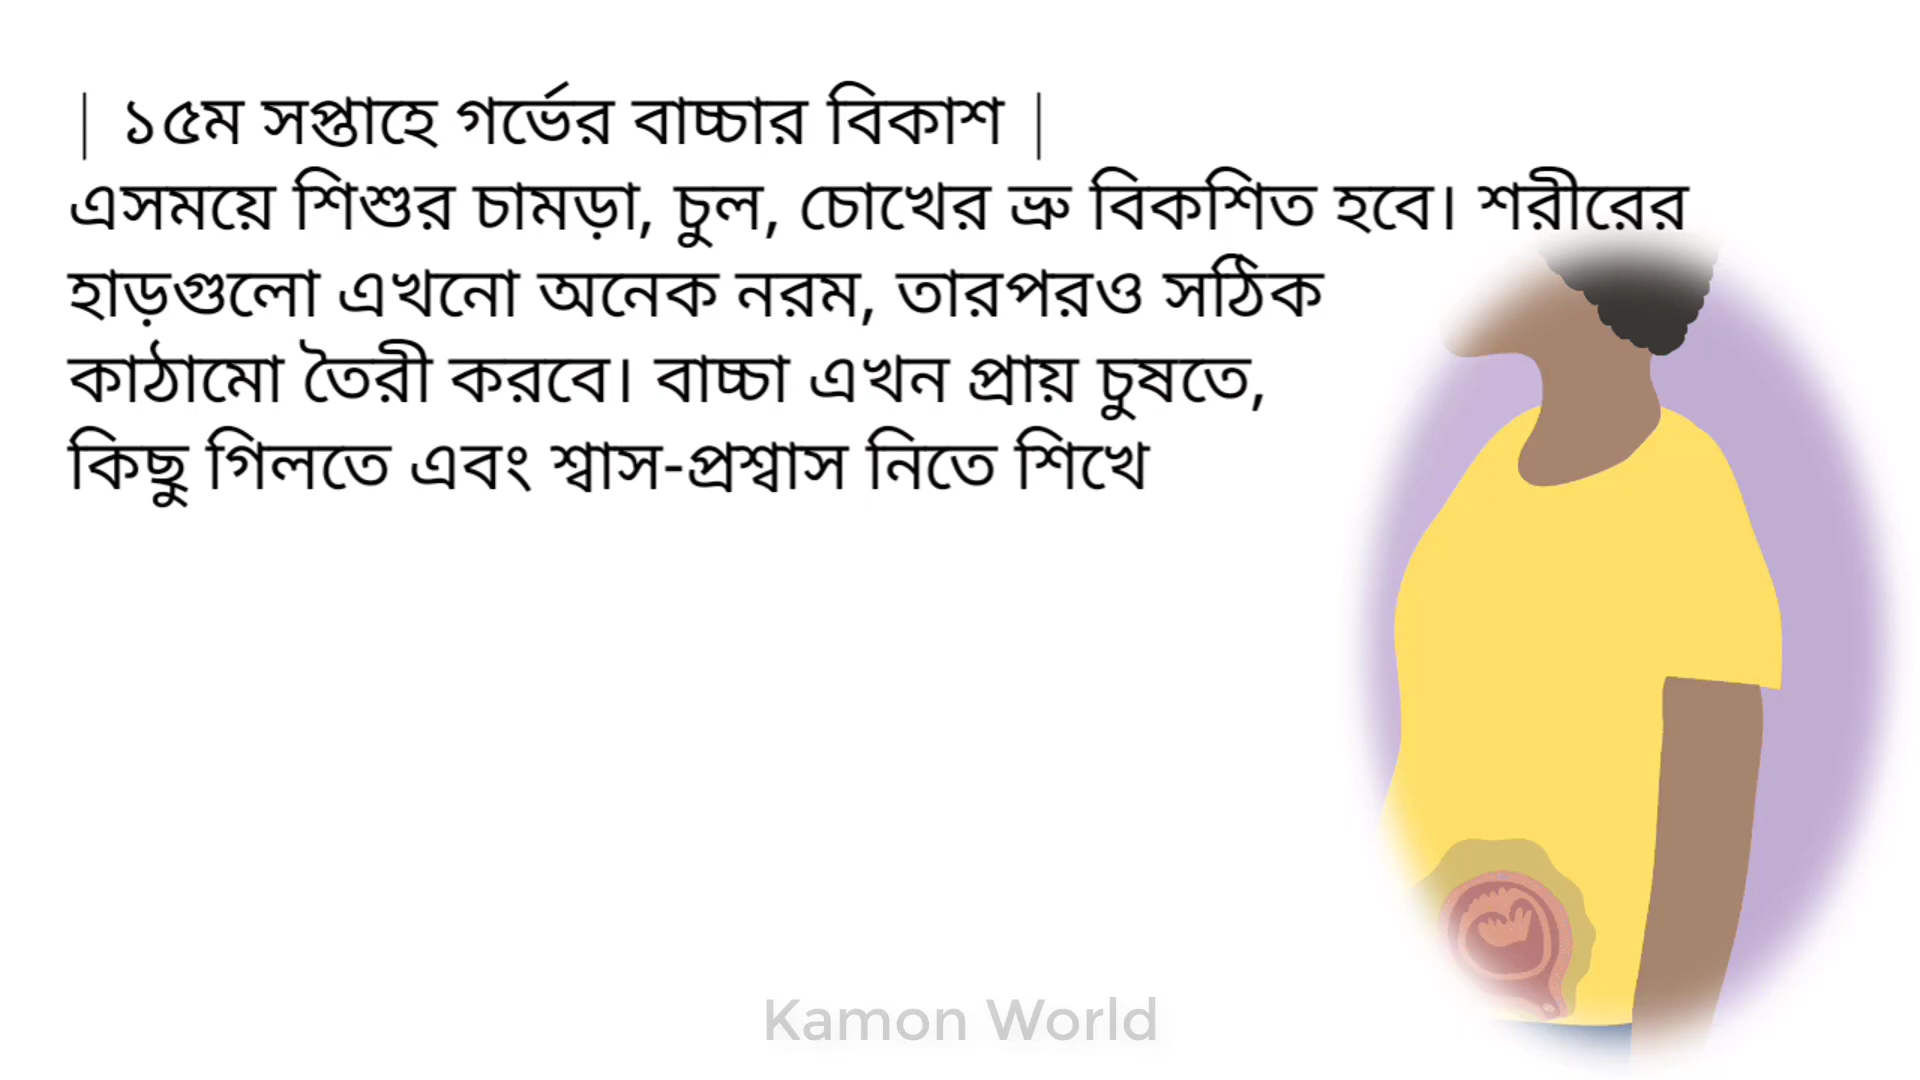 | ১৫ম সপ্তাহে গর্ভের বাচ্চার বিকাশ |
এসময়ে শিশুর চামড়া, চুল, চোখের ভ্রু বিকশিত হবে। শরীরের
হাড়গুলো এখনো অনেক নরম, তারপরও সঠিক
কাঠামো তৈরী করবে। বাচ্চা এখন প্রায় চুষতে,
কিছু গিলতে এবং শ্বাস-প্রশ্বাস নিতে শিখে
Kamon World